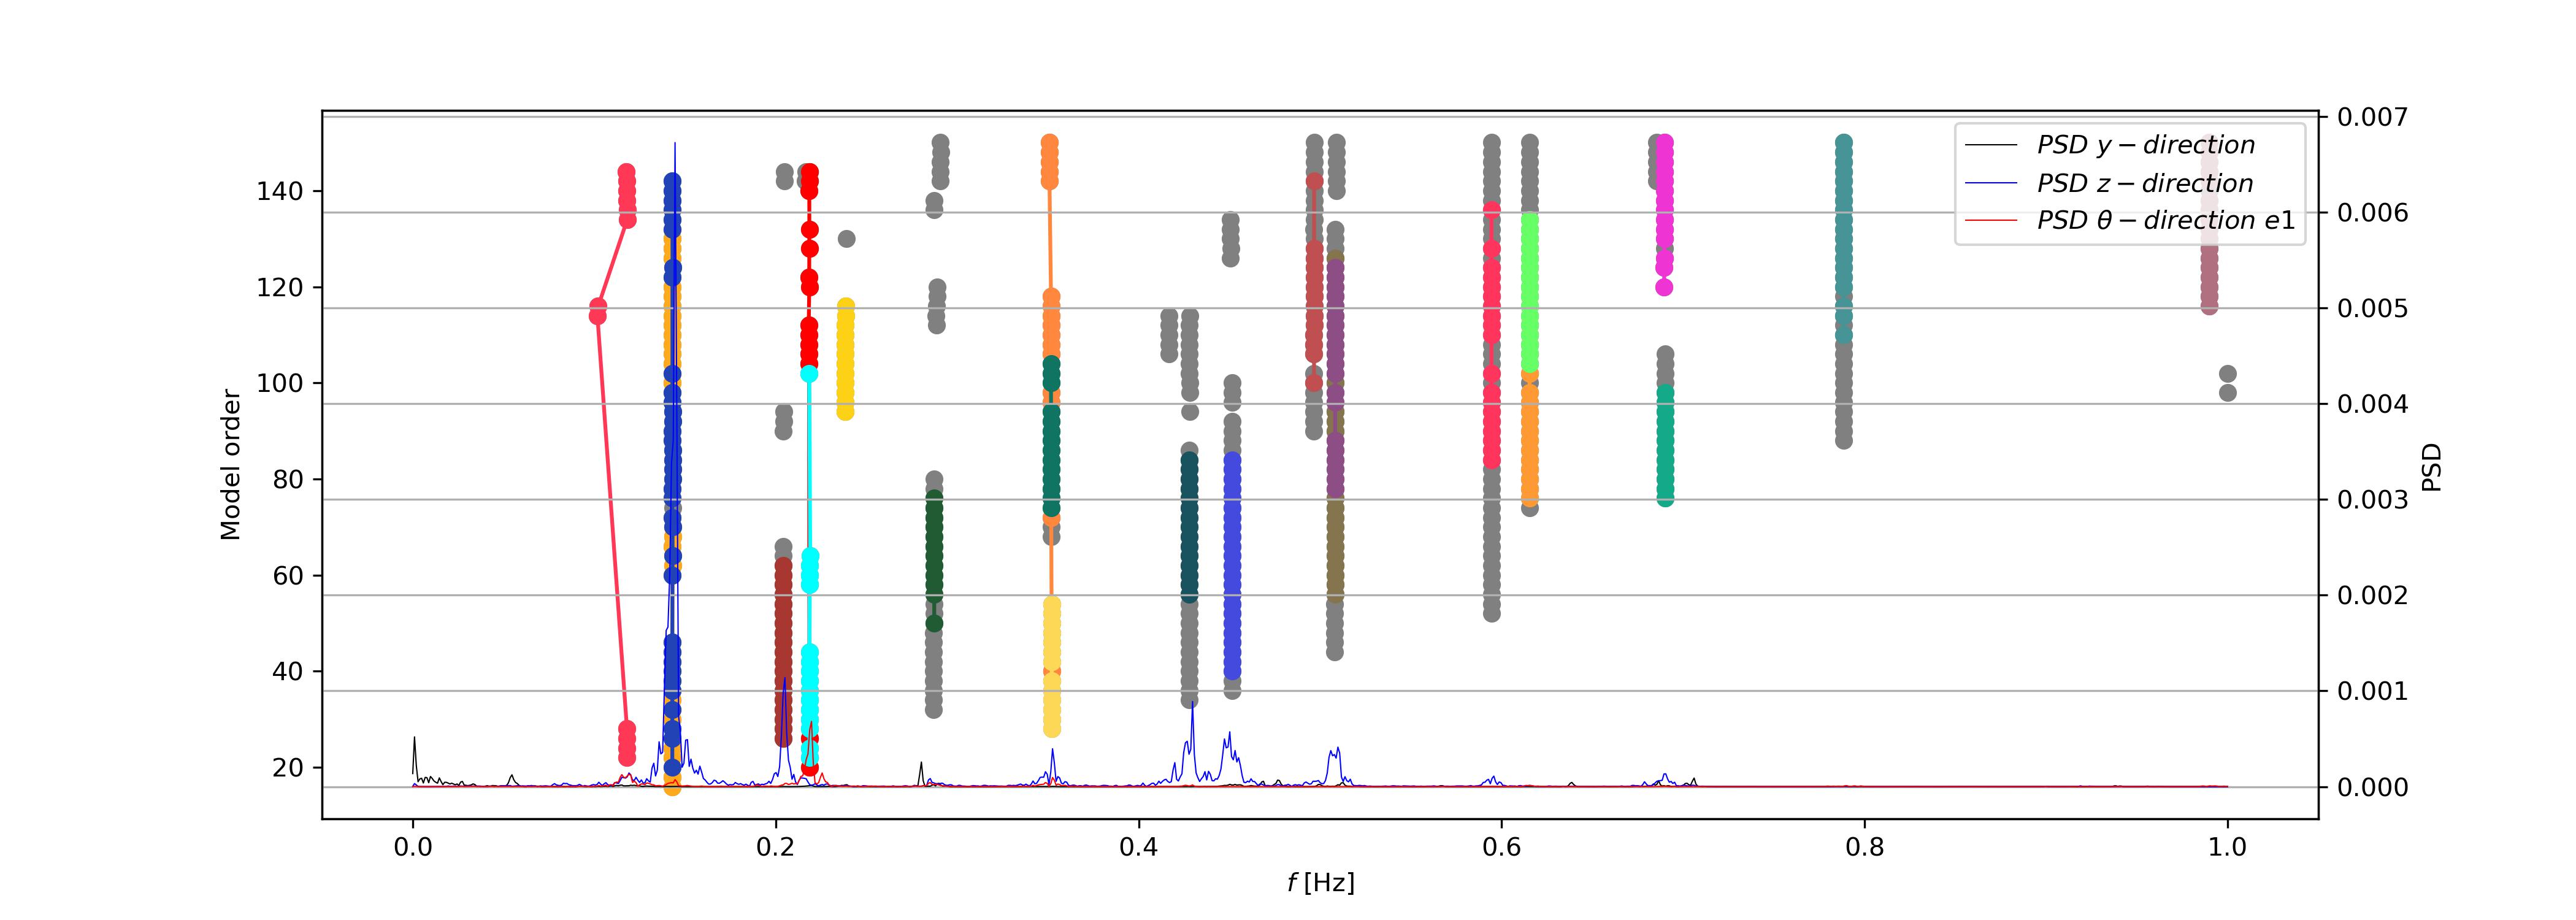 PSD y − direction
PSD z − direction
PSD θ − direction e1
Model order
140
120
100
80
60
40
20
0.007
0.006
0.005
0.004
0.003
0.002
0.001
0.000
PSD
0.0 0.2 0.4 0.6 0.8 1.0
f [Hz]